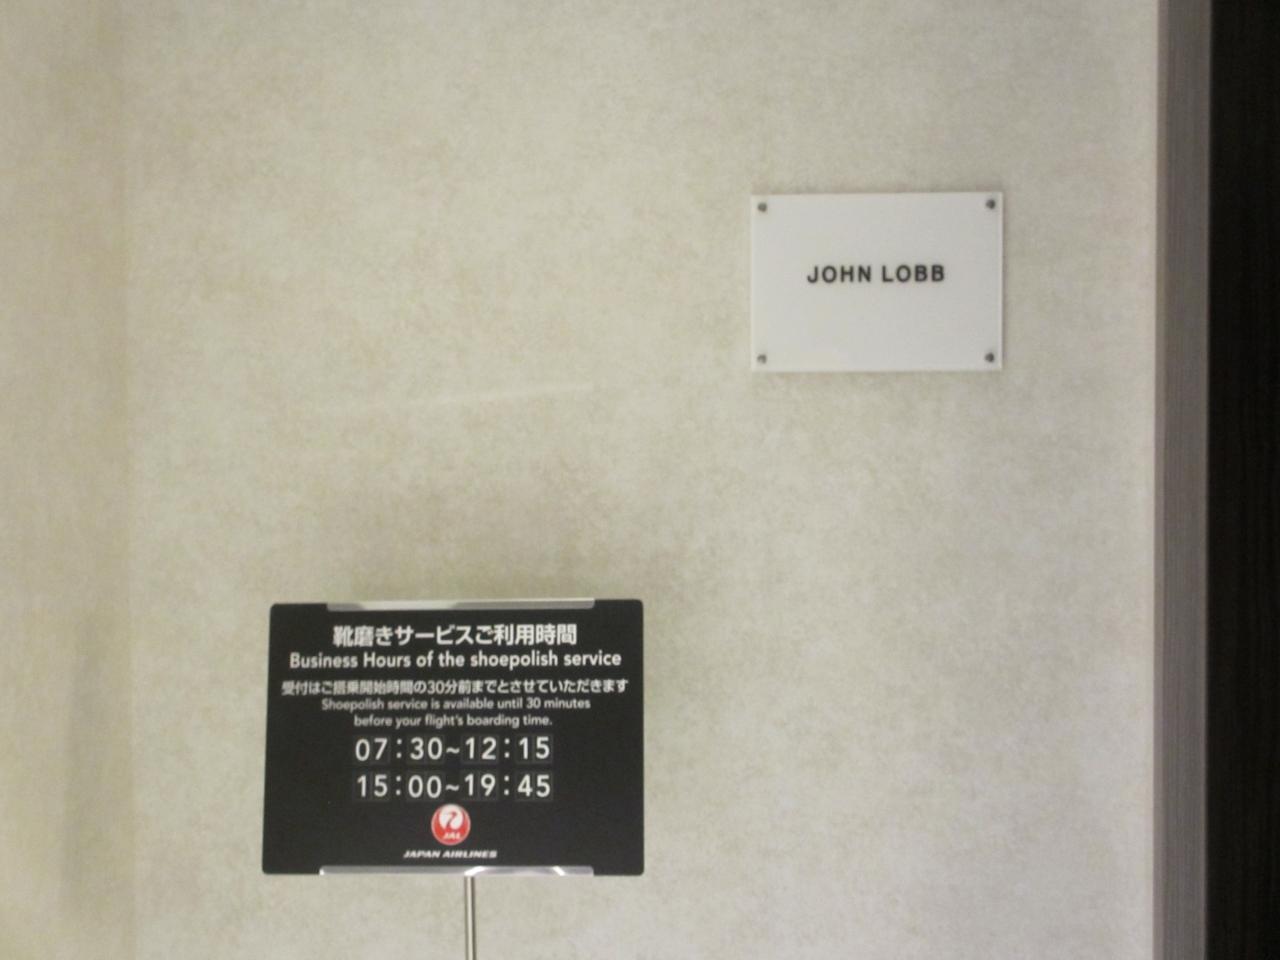 JOHN LOBB
靴磨きサービスご利用時間
Business Hours of the shoepolish service
受付はご搭乗開始時間の30分前までとさせていただきます
Shoepolish service is available until 30 minutes
before your flight's boarding time.
07:30~12:15
15:00~19:45
JAL
JAPAN AIRLINES